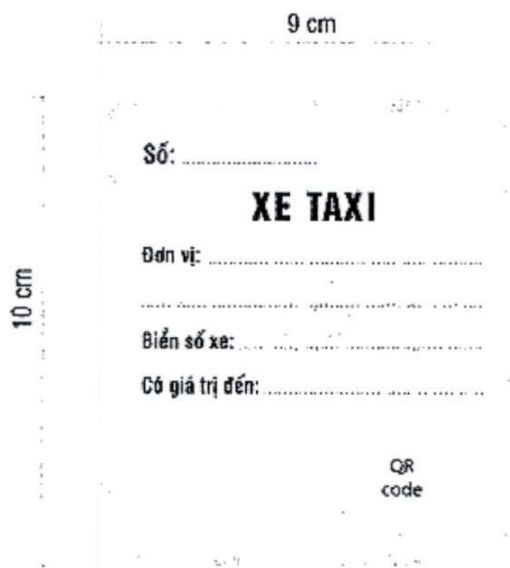 9 cm
10 cm
Số: ........................
XE TAXI
Đơn vị: ................................................
................................................................
Biển số xe: ..........................................
Có giá trị đến: ......................................
QR
code